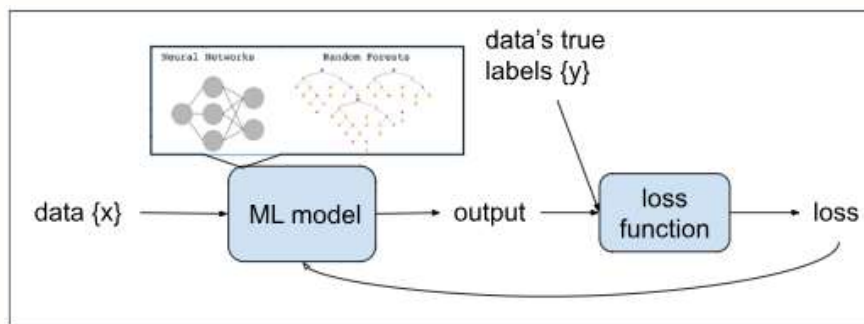 Neural Networks
Random Forests
data's true
labels {y}
data {x}
ML model
output
loss
function
loss